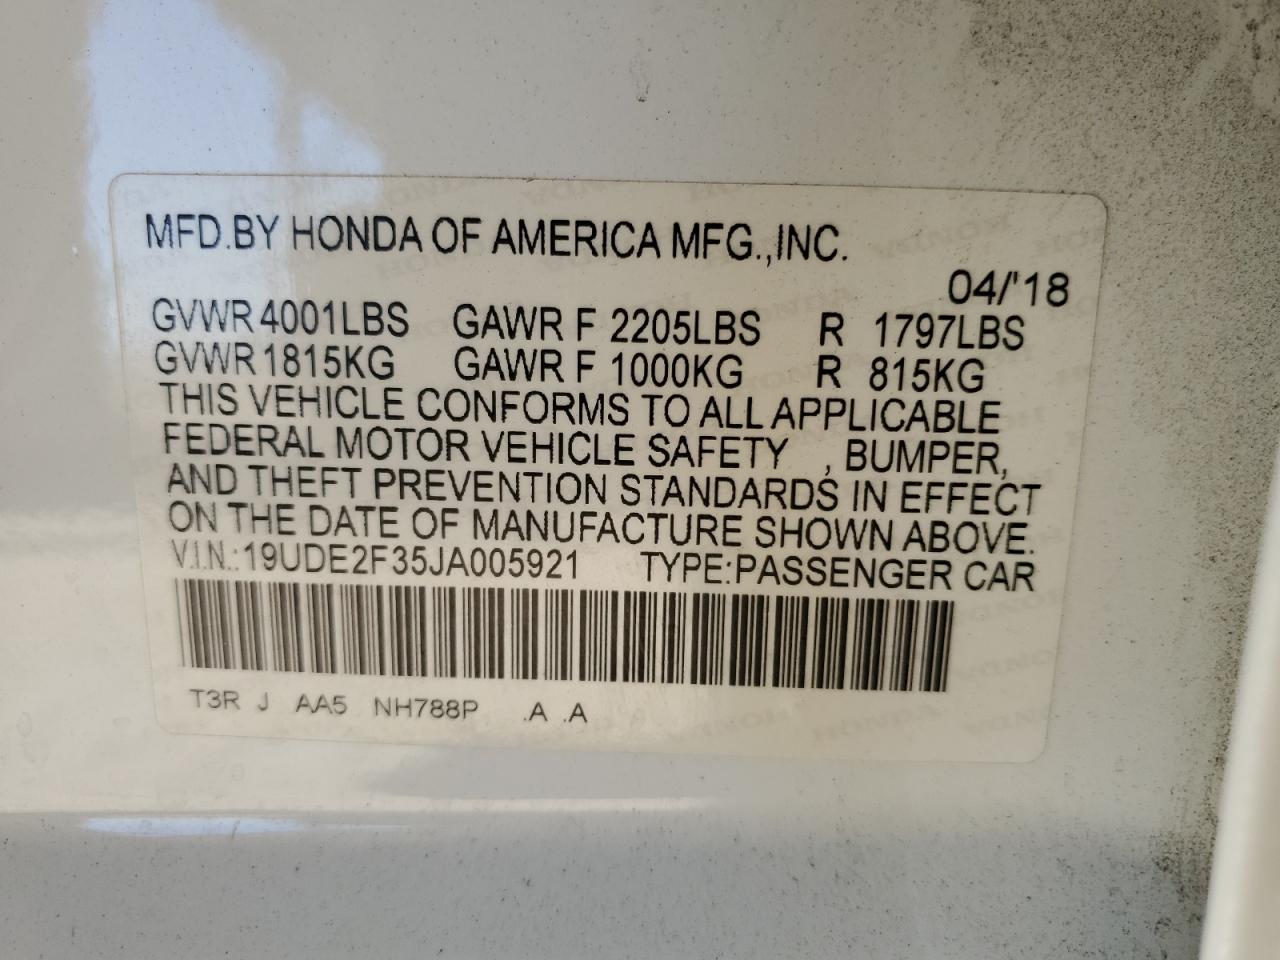 MFD.BY HONDA OF AMERICA MFG.,INC.
04/'18
GVWR 4001LBS GAWR F 2205LBS R 1797LBS
GVWR 1815KG GAWR F 1000KG R 815KG
THIS VEHICLE CONFORMS TO ALL APPLICABLE
FEDERAL MOTOR VEHICLE SAFETY , BUMPER,
AND THEFT PREVENTION STANDARDS IN EFFECT
ON THE DATE OF MANUFACTURE SHOWN ABOVE.
V.I.N.:19UDE2F35JA005921 TYPE:PASSENGER CAR
T3R J AA5 NH788P .A .A